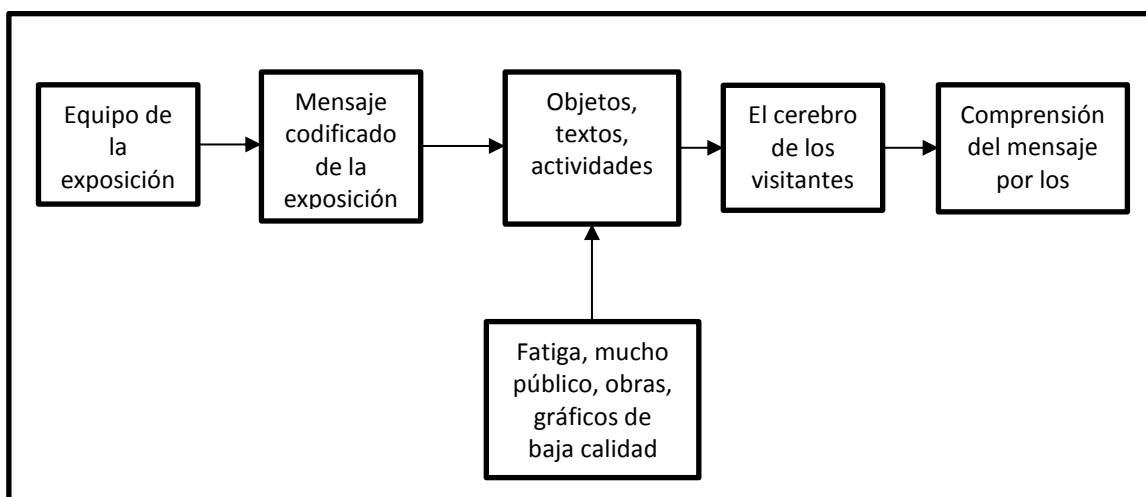 Equipo de
la
exposición
Mensaje
codificado
de la
exposición
Objetos,
textos,
actividades
El cerebro
de los
visitantes
Comprensión
del mensaje
por los
Fatiga, mucho
público, obras,
gráficos de
baja calidad